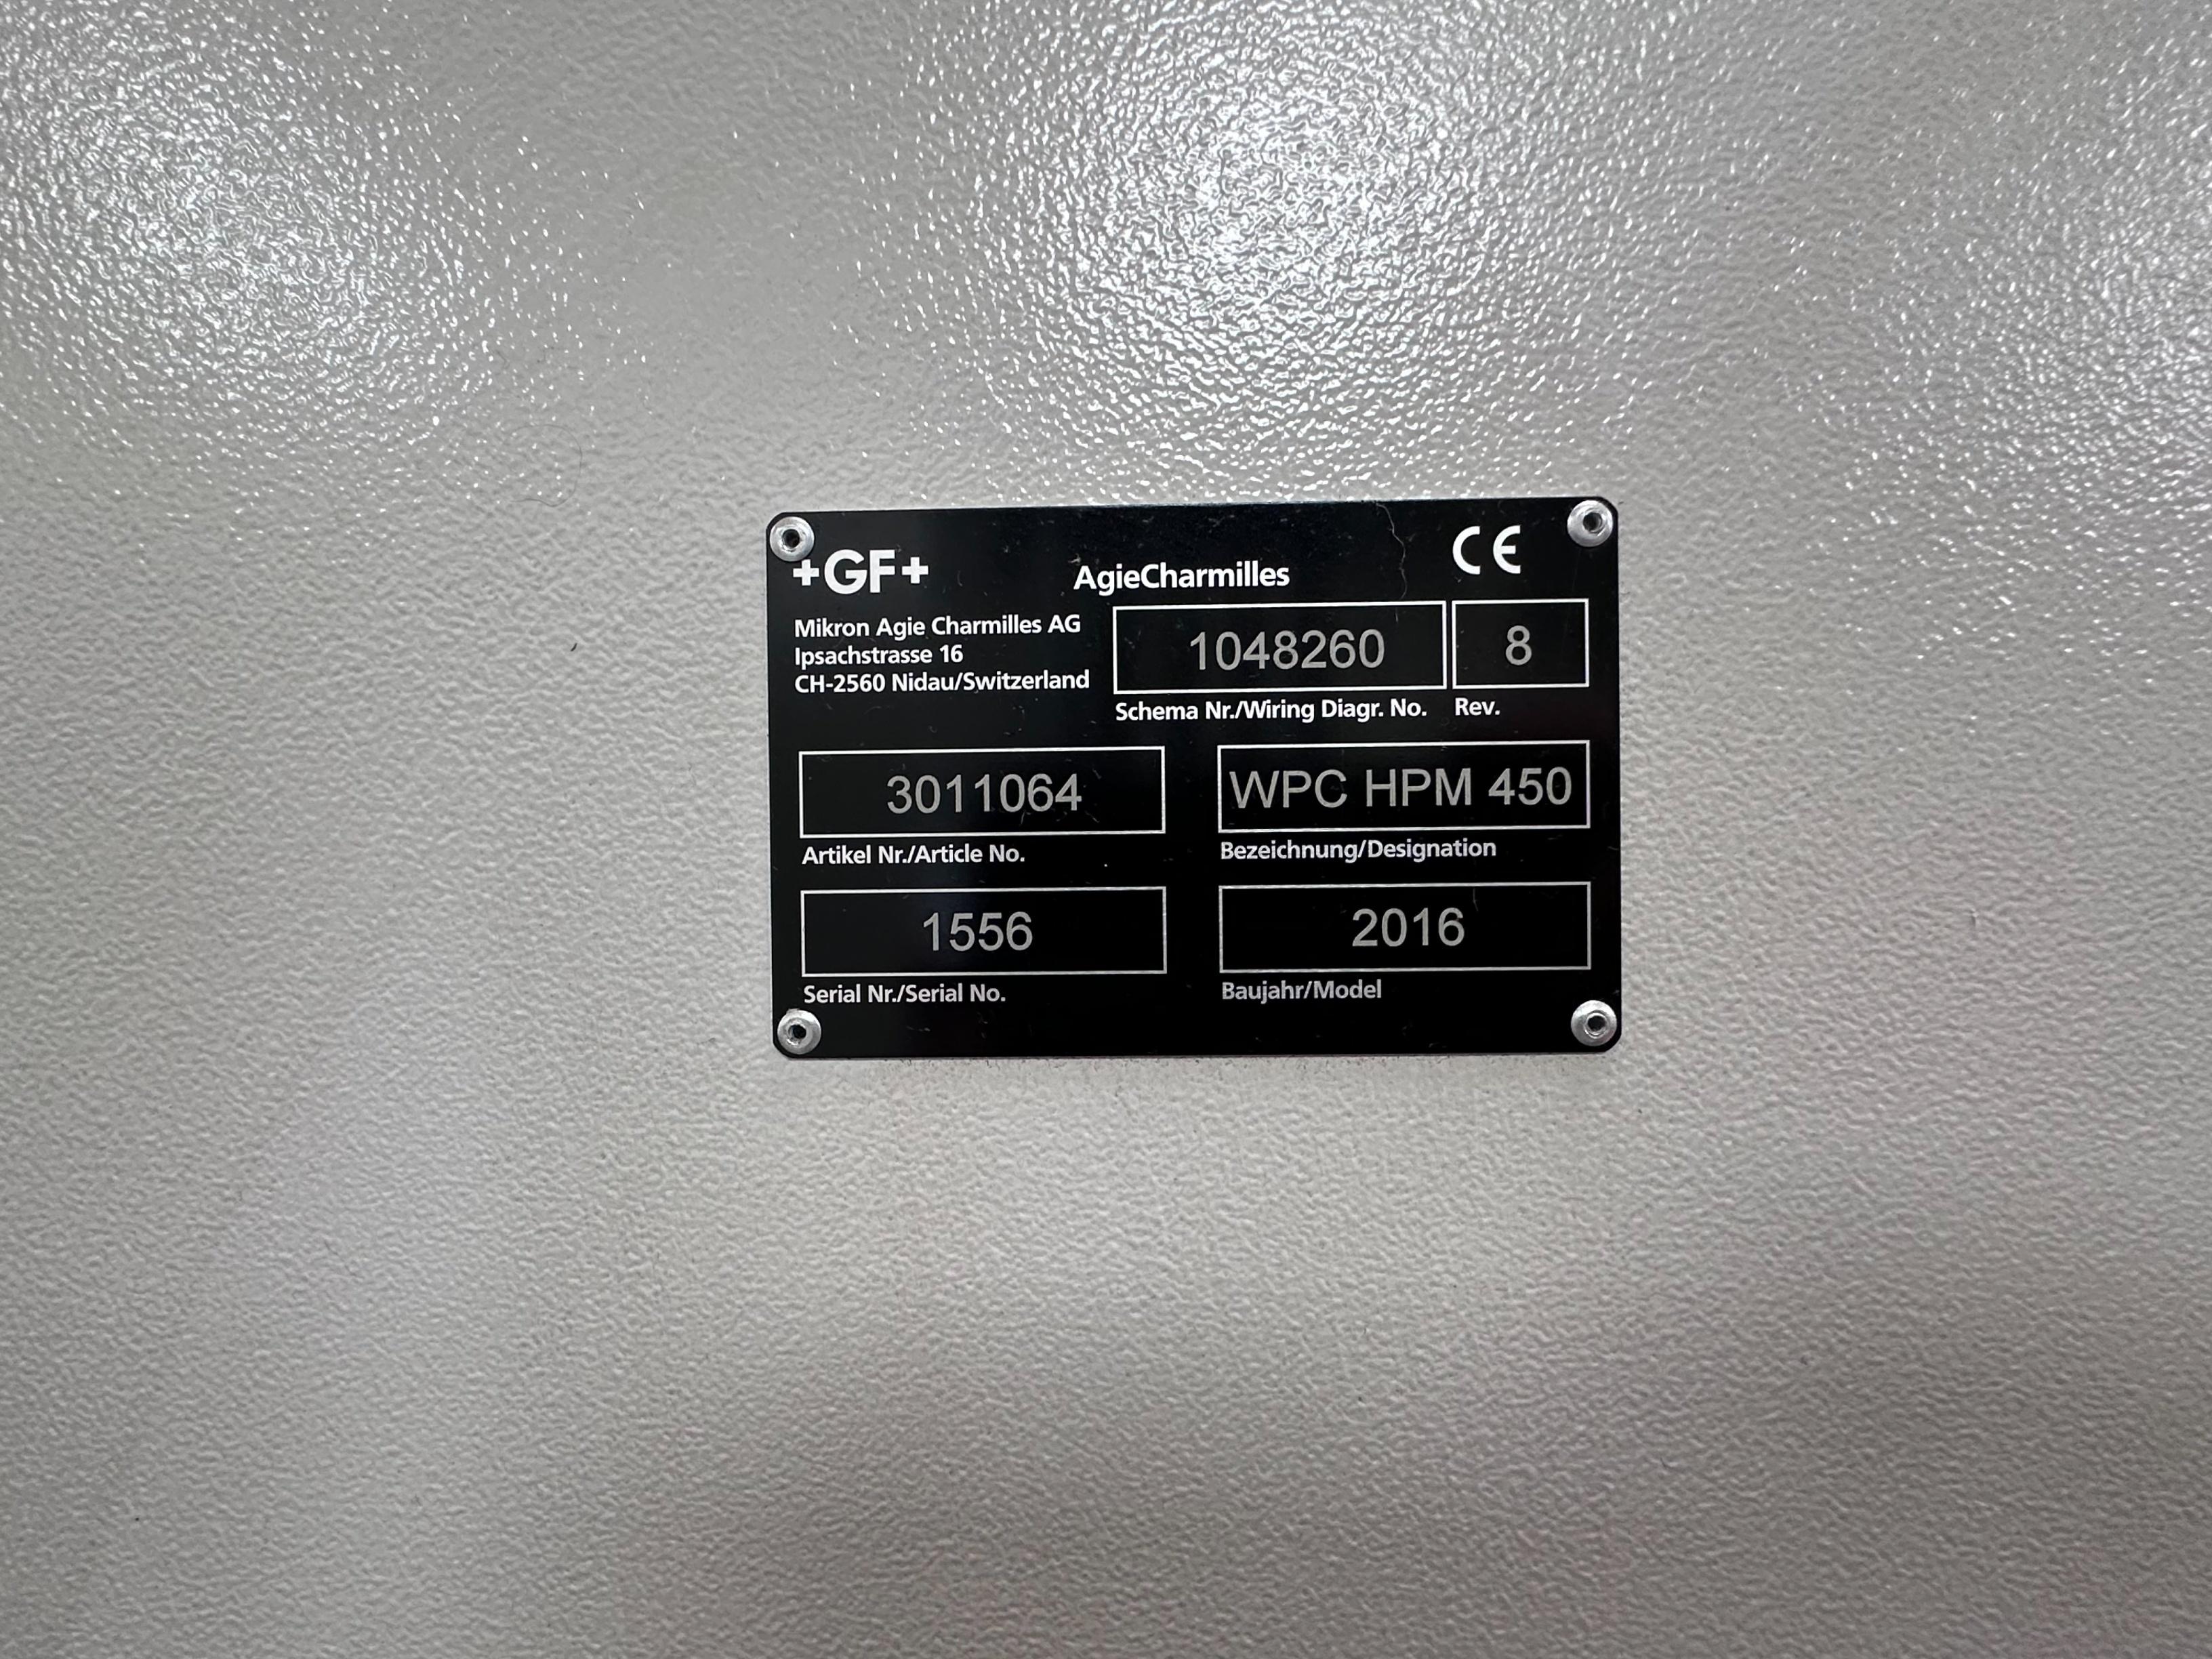 +GF+
AgieCharmilles
CE
Mikron Agie Charmilles AG
Ipsachstrasse 16
CH-2560 Nidau/Switzerland
1048260
8
Schema Nr./Wiring Diagr. No.
Rev.
3011064
WPC HPM 450
Artikel Nr./Article No.
Bezeichnung/Designation
1556
2016
Serial Nr./Serial No.
Baujahr/Model